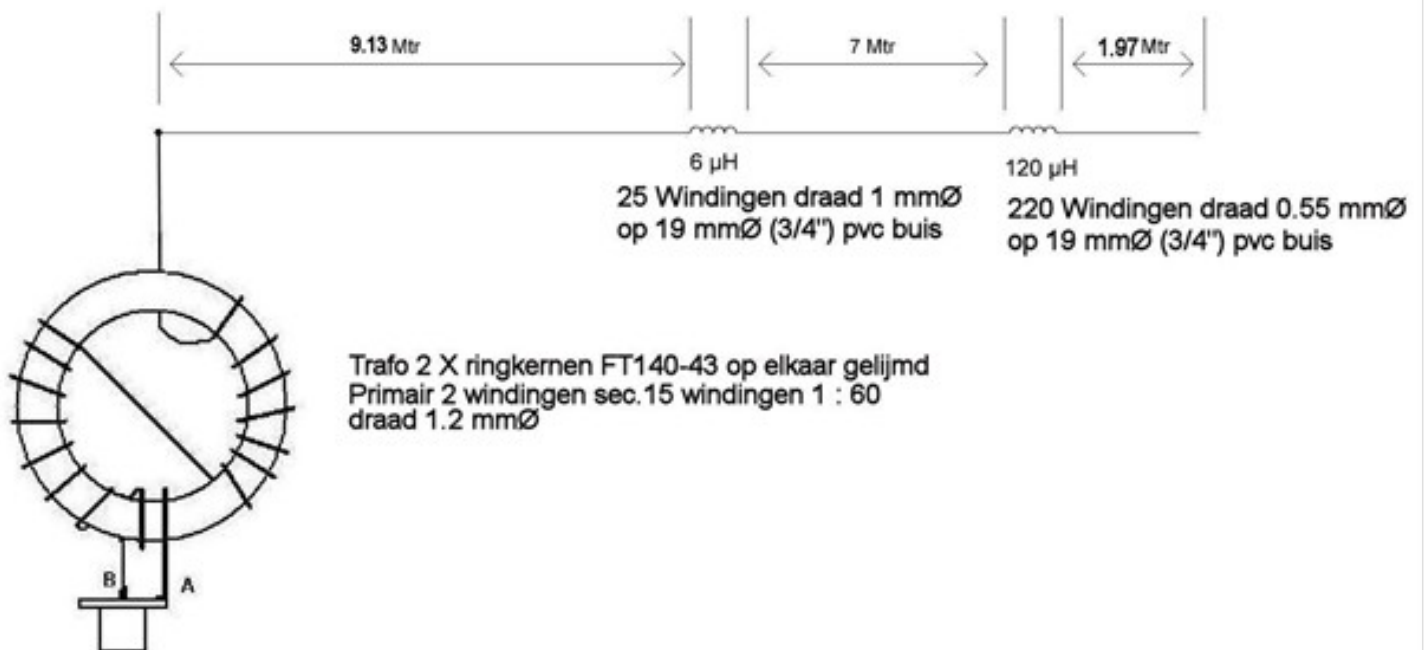 9.13 Mtr
7 Mtr
1.97 Mtr
6 µH
25 Windingen draad 1 mmØ
op 19 mmØ (3/4") pvc buis
120 µH
220 Windingen draad 0.55 mmØ
op 19 mmØ (3/4") pvc buis
Trafo 2 X ringkernen FT140-43 op elkaar gelijmd
Primair 2 windingen sec.15 windingen 1 : 60
draad 1.2 mmØ
B
A